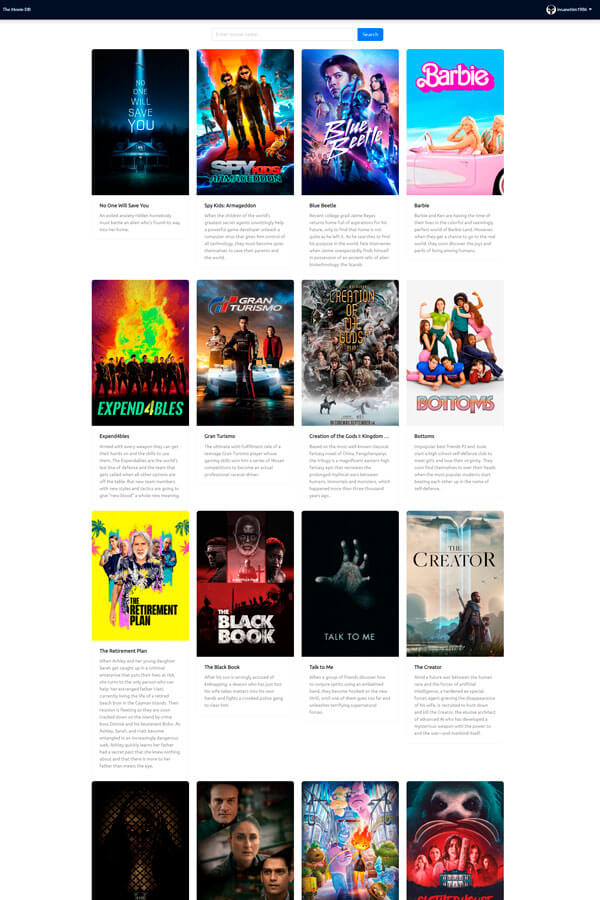 The Movie DB
insanetim1986
Enter movie name
Search
NO
ONE
WILL
SAVE
YOU
SPY KIDS
ARMAGEDDON
Blue
Beetle
Barbie
No One Will Save You
An exiled anxiety-ridden homebody
must battle an alien who's found its way
into her home.
Spy Kids: Armageddon
When the children of the world's
greatest secret agents unwittingly help
a powerful game developer unleash a
computer virus that gives him control of
all technology, they must become spies
themselves to save their parents and
the world.
Blue Beetle
Recent college grad Jaime Reyes
returns home full of aspirations for his
future, only to find that home is not
quite as he left it. As he searches to find
his purpose in the world, fate intervenes
when Jaime unexpectedly finds himself
in possession of an ancient relic of alien
biotechnology: the Scarab.
Barbie
Barbie and Ken are having the time of
their lives in the colorful and seemingly
perfect world of Barbie Land. However,
when they get a chance to go to the real
world, they soon discover the joys and
perils of living among humans.
EXPEND4BLES
GRAN
TURISMO
CREATION
OF THE
GODS
IN CINEMAS SEPTEMBER
BOTTOMS
Expend4bles
Armed with every weapon they can get
their hands on and the skills to use
them, The Expendables are the world's
last line of defense and the team that
gets called when all other options are
off the table. But new team members
with new styles and tactics are going to
give "new blood" a whole new meaning.
Gran Turismo
The ultimate wish-fulfillment tale of a
teenage Gran Turismo player whose
gaming skills won him a series of Nissan
competitions to become an actual
professional racecar driver.
Creation of the Gods I: Kingdom ...
Based on the most well-known classical
fantasy novel of China, Fengshenyanyi,
the trilogy is a magnificent eastern high
fantasy epic that recreates the
prolonged mythical wars between
humans, immortals and monsters, which
happened more than three thousand
years ago.
Bottoms
Unpopular best friends PJ and Josie
start a high school self-defense club to
meet girls and lose their virginity. They
soon find themselves in over their heads
when the most popular students start
beating each other up in the name of
self-defense.
THE
RETIREMENT
PLAN
THE
BLACK
BOOK
TALK TO ME
THE
CREATOR
The Retirement Plan
When Ashley and her young daughter
Sarah get caught up in a criminal
enterprise that puts their lives at risk,
she turns to the only person who can
help: her estranged father Matt,
currently living the life of a retired
beach bum in the Cayman Islands. Their
reunion is fleeting as they are soon
tracked down on the island by crime
boss Donnie and his lieutenant Bobo. As
Ashley, Sarah, and Matt become
entangled in an increasingly dangerous
web, Ashley quickly learns her father
had a secret past that she knew nothing
about and that there is more to her
father than meets the eye.
The Black Book
After his son is wrongly accused of
kidnapping, a deacon who has just lost
his wife takes matters into his own
hands and fights a crooked police gang
to clear him.
Talk to Me
When a group of friends discover how
to conjure spirits using an embalmed
hand, they become hooked on the new
thrill, until one of them goes too far and
unleashes terrifying supernatural
forces.
The Creator
Amid a future war between the human
race and the forces of artificial
intelligence, a hardened ex-special
forces agent grieving the disappearance
of his wife, is recruited to hunt down
and kill the Creator, the elusive architect
of advanced AI who has developed a
mysterious weapon with the power to
end the war—and mankind itself.